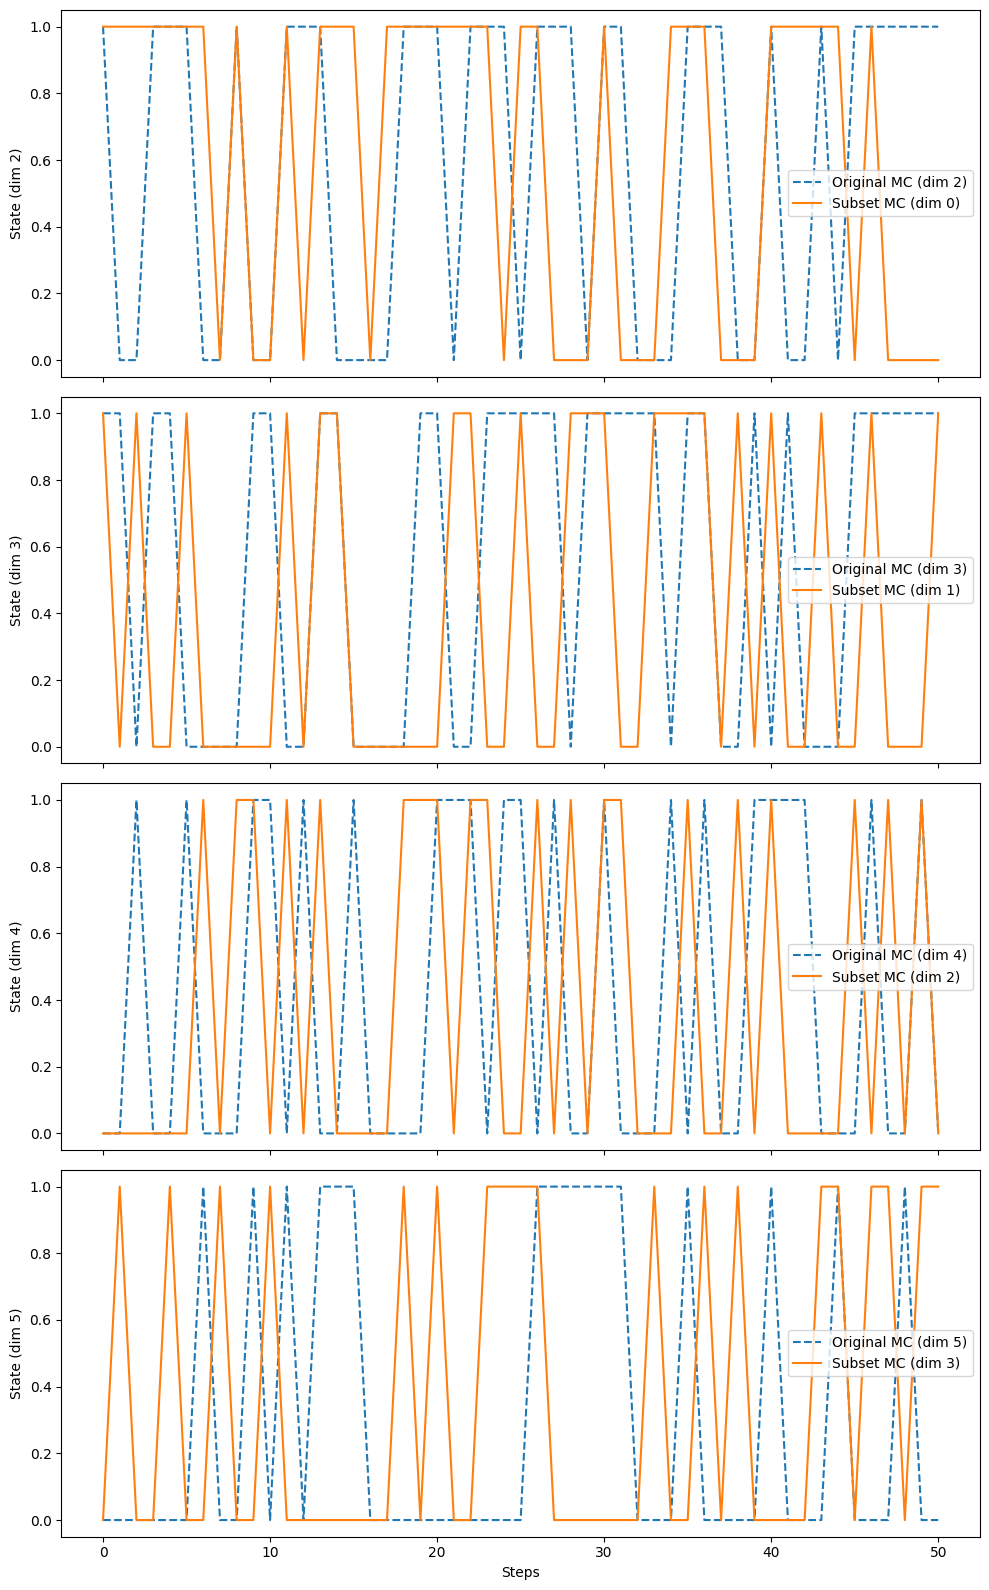 1.0
0.8
0.6
0.4
0.2
0.0
State (dim 2)
Original MC (dim 2)
Subset MC (dim 0)
1.0
0.8
0.6
0.4
0.2
0.0
State (dim 3)
Original MC (dim 3)
Subset MC (dim 1)
1.0
0.8
0.6
0.4
0.2
0.0
State (dim 4)
Original MC (dim 4)
Subset MC (dim 2)
1.0
0.8
0.6
0.4
0.2
0.0
State (dim 5)
Original MC (dim 5)
Subset MC (dim 3)
0 10 20 30 40 50
Steps